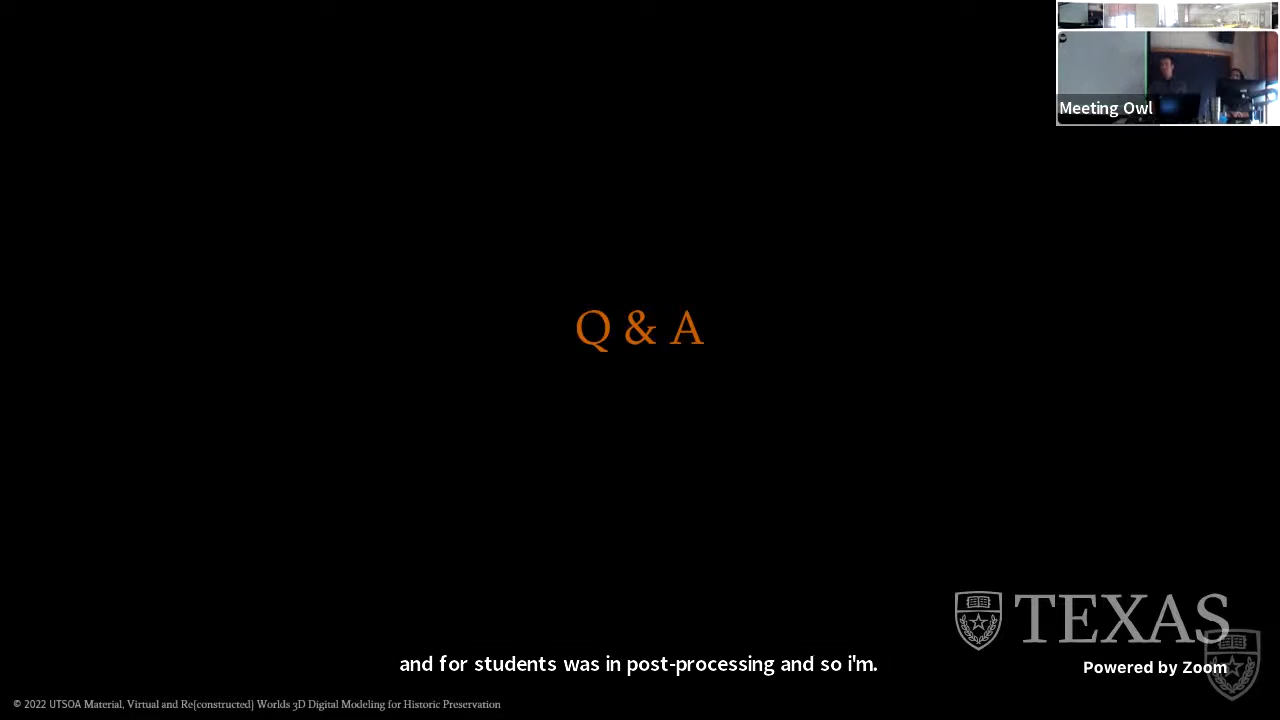 Meeting Owl
Q & A
TEXAS
and for students was in post-processing and so i'm.
Powered by Zoom
© 2022 UTSOA Material, Virtual and Re[constructed} Worlds 3D Digital Modeling for Historic Preservation